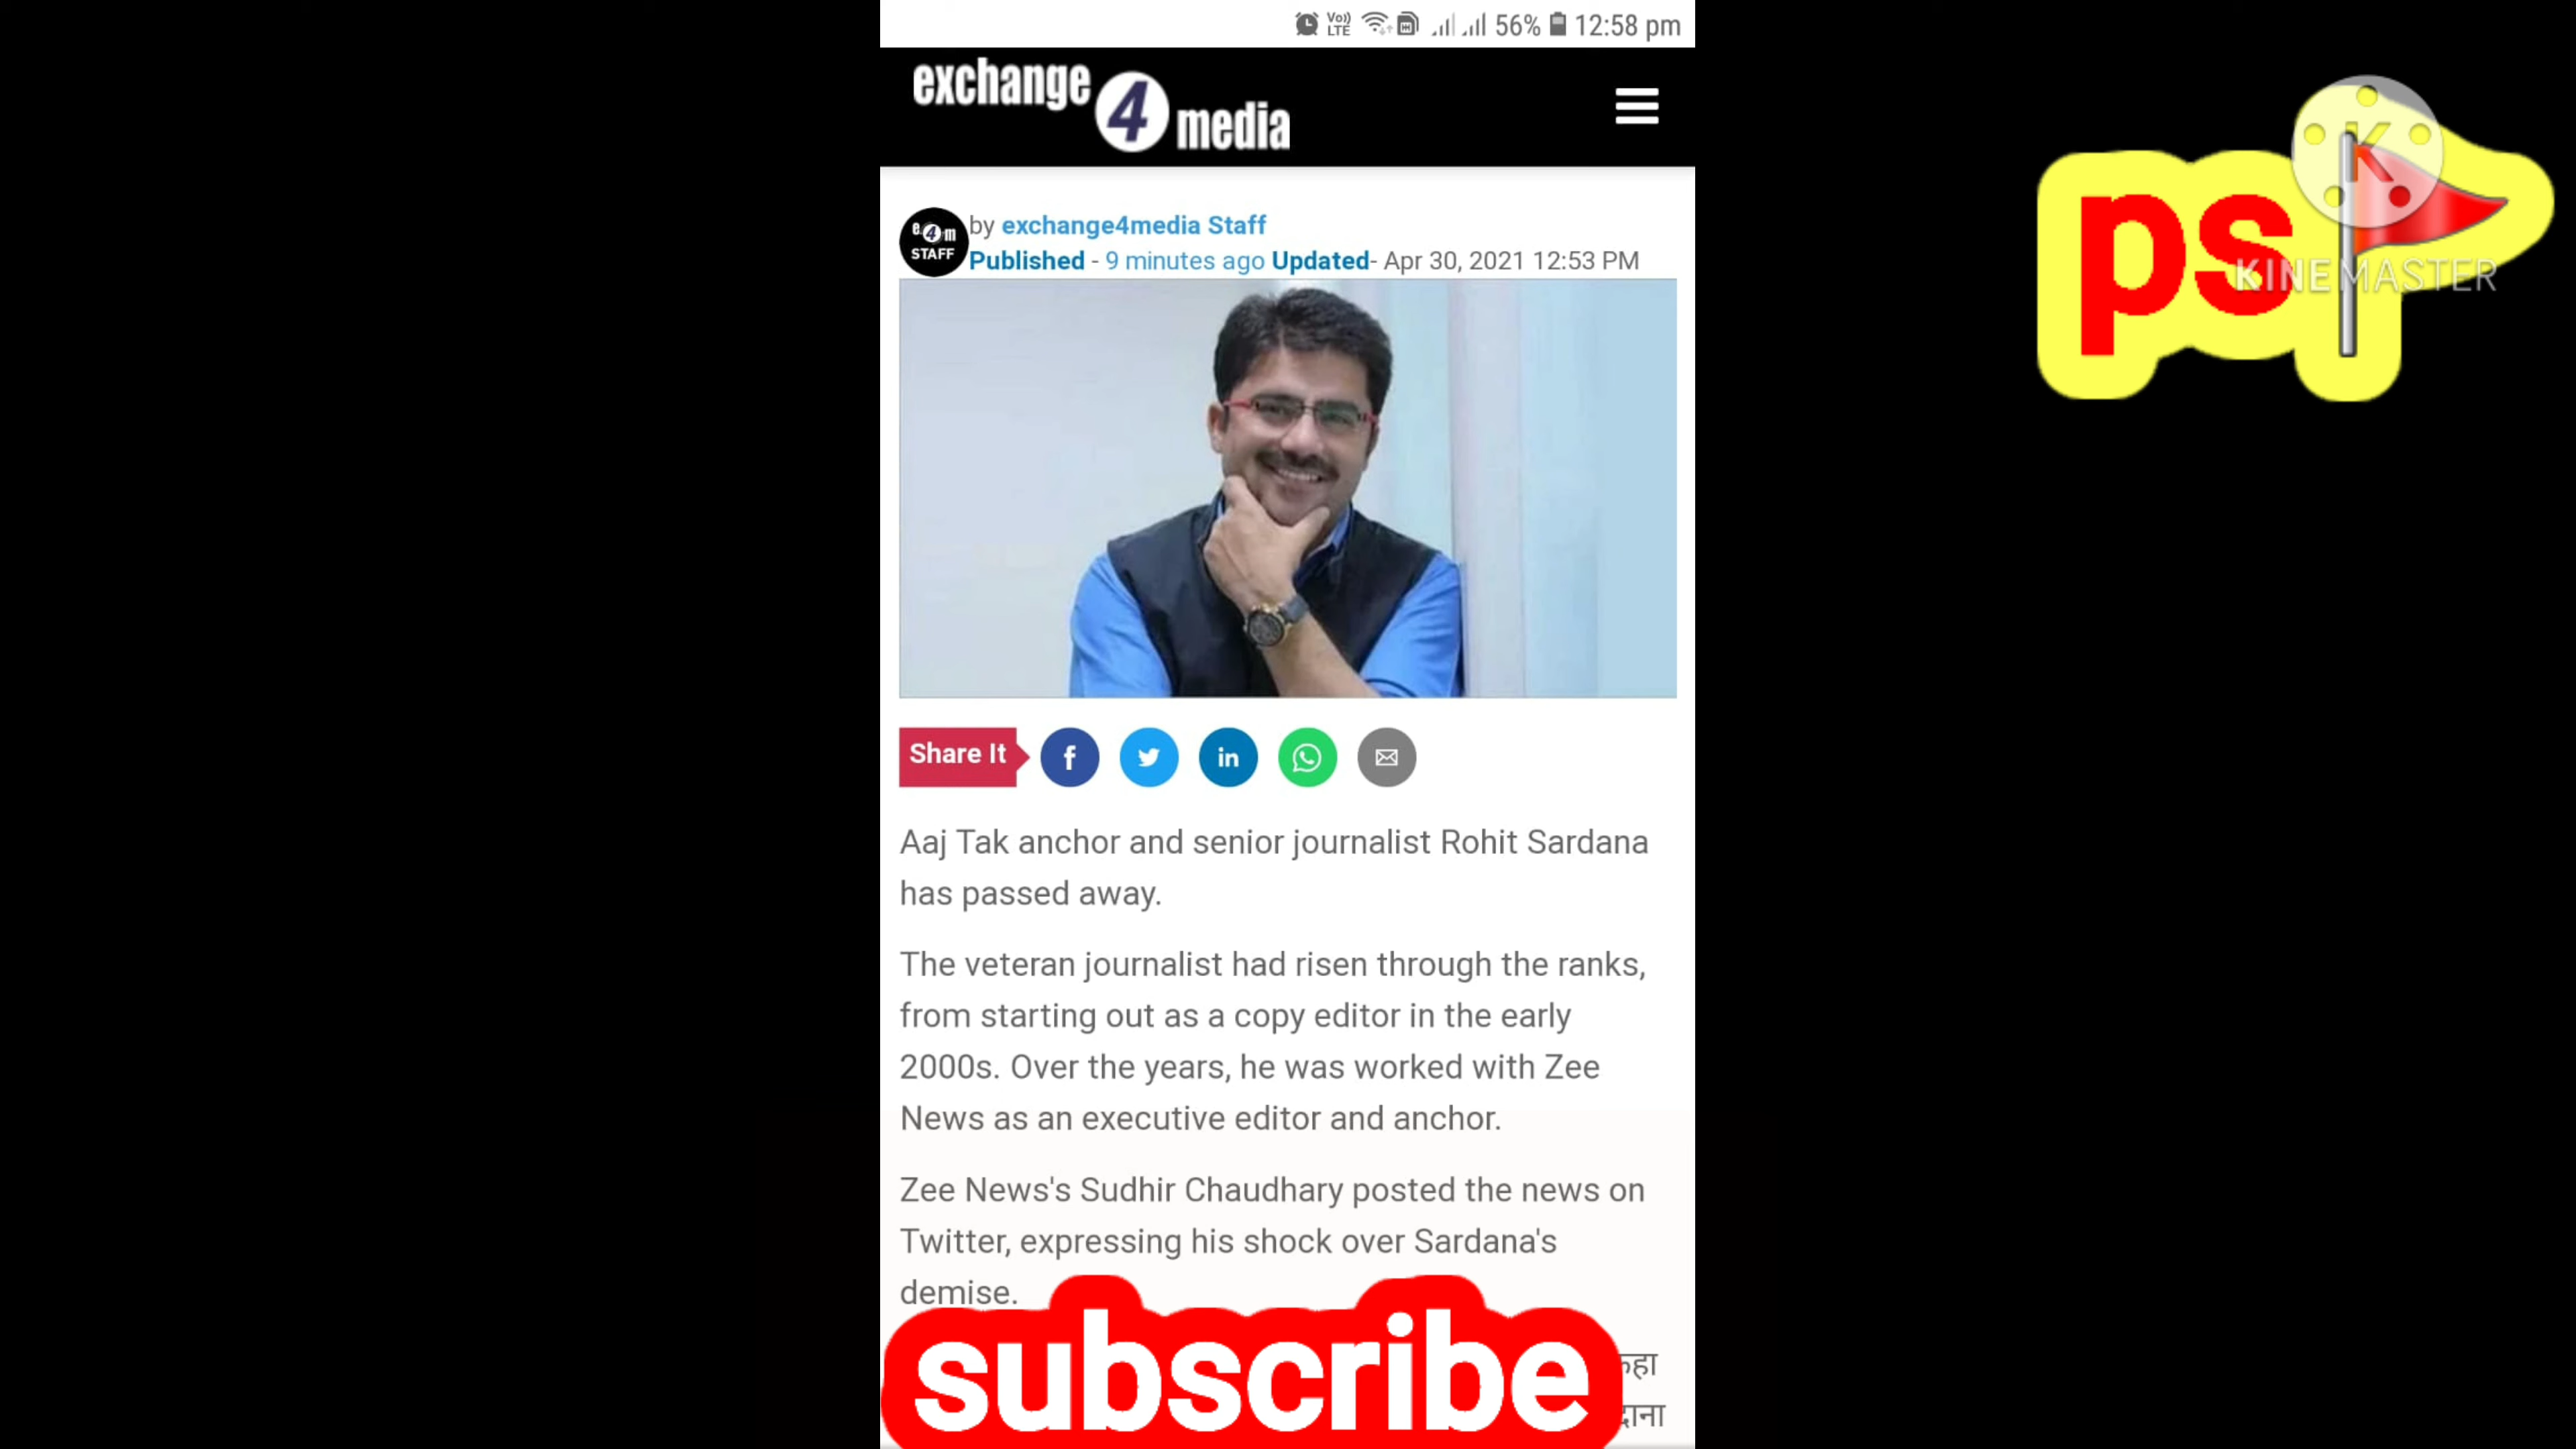 Vo)) LTE 56% 12:58 pm
exchange 4 media
e4m STAFF
by exchange4media Staff
Published - 9 minutes ago Updated- Apr 30, 2021 12:53 PM
Share It
Aaj Tak anchor and senior journalist Rohit Sardana
has passed away.
The veteran journalist had risen through the ranks,
from starting out as a copy editor in the early
2000s. Over the years, he was worked with Zee
News as an executive editor and anchor.
Zee News's Sudhir Chaudhary posted the news on
Twitter, expressing his shock over Sardana's
demise.
subscribe
ps
K
KINEMASTER